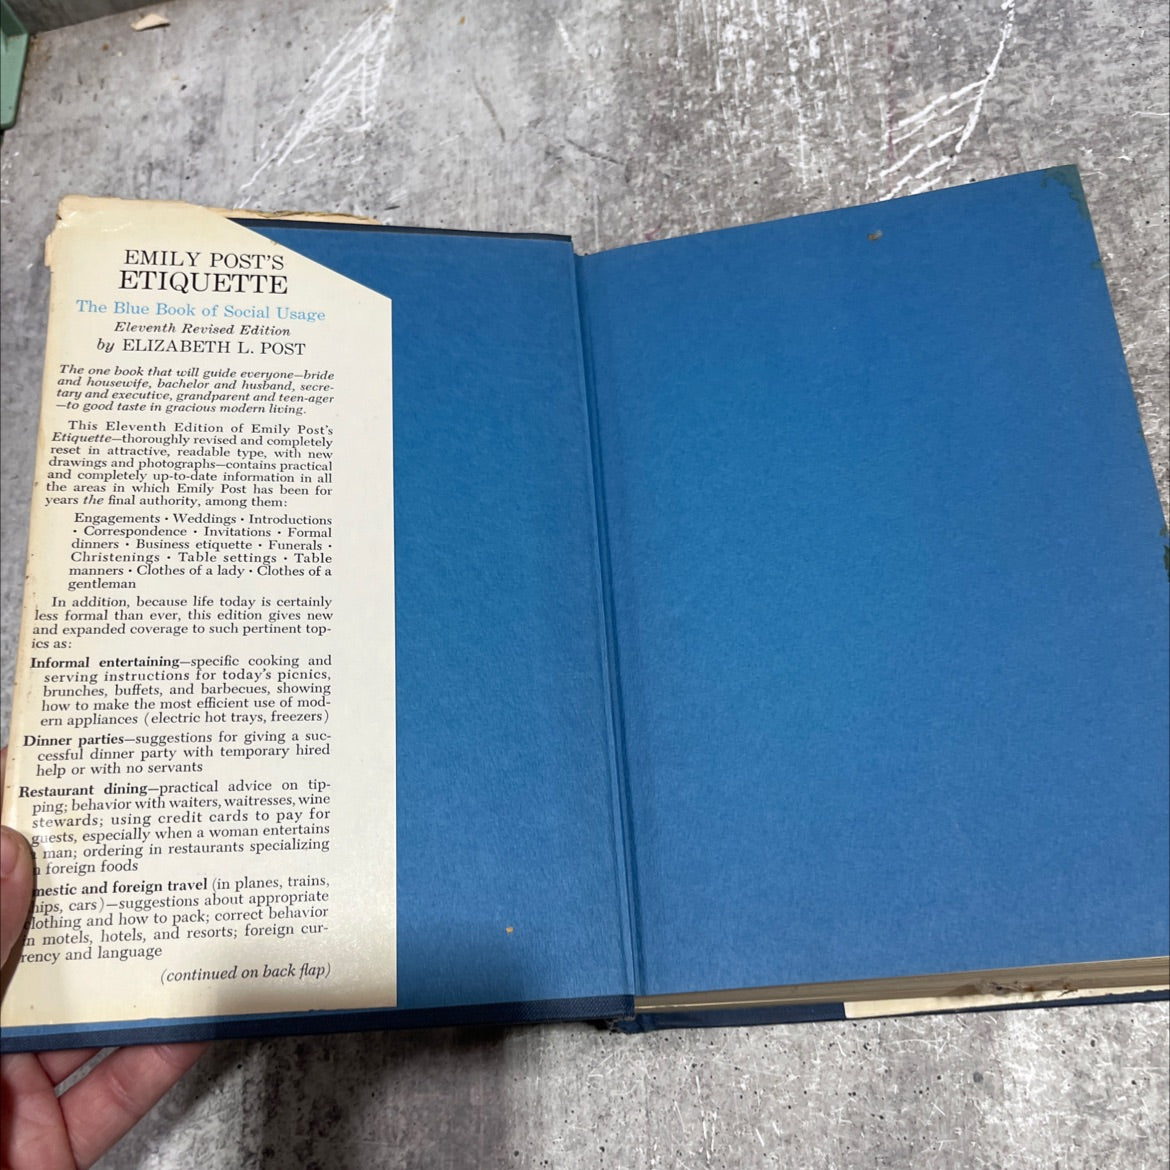 EMILY POST'S
ETIQUETTE
The Blue Book of Social Usage
Eleventh Revised Edition
by ELIZABETH L. POST
The one book that will guide everyone—bride
and housewife, bachelor and husband, secre-
tary and executive, grandparent and teen-ager
—to good taste in gracious modern living.
This Eleventh Edition of Emily Post's
Etiquette—thoroughly revised and completely
reset in attractive, readable type, with new
drawings and photographs—contains practical
and completely up-to-date information in all
the areas in which Emily Post has been for
years the final authority, among them:
Engagements · Weddings · Introductions
· Correspondence · Invitations · Formal
dinners · Business etiquette · Funerals ·
Christenings · Table settings · Table
manners · Clothes of a lady · Clothes of a
gentleman
In addition, because life today is certainly
less formal than ever, this edition gives new
and expanded coverage to such pertinent top-
ics as:
Informal entertaining—specific cooking and
serving instructions for today's picnics,
brunches, buffets, and barbecues, showing
how to make the most efficient use of mod-
ern appliances (electric hot trays, freezers)
Dinner parties—suggestions for giving a suc-
cessful dinner party with temporary hired
help or with no servants
Restaurant dining—practical advice on tip-
ping; behavior with waiters, waitresses, wine
stewards; using credit cards to pay for
guests, especially when a woman entertains
man; ordering in restaurants specializing
foreign foods
mestic and foreign travel (in planes, trains,
hips, cars)—suggestions about appropriate
clothing and how to pack; correct behavior
in motels, hotels, and resorts; foreign cur-
rency and language
(continued on back flap)